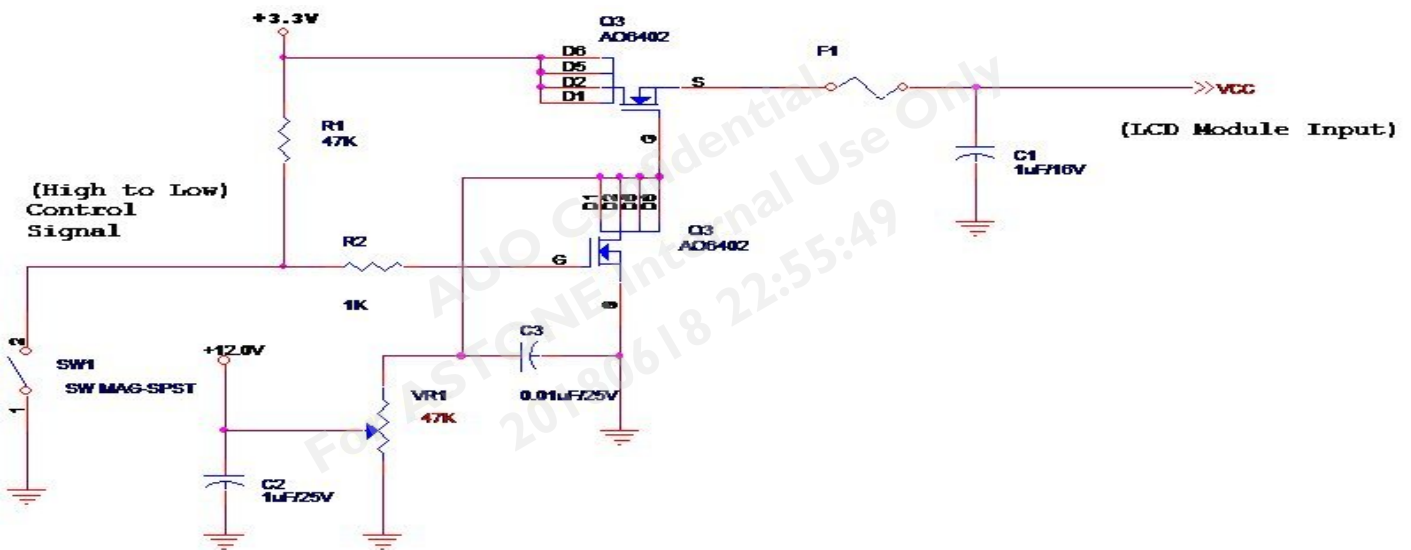 +3.3V
Q3
AO6402
D6
D5
D2
D1
S
G
F1
VCC
(LCD Module Input)
R1
47K
C1
1uF/16V
(High to Low)
Control
Signal
R2
1K
G
Q3
AO6402
2
SW1
SW MAG-SPST
1
+12.0V
VR1
47K
C3
0.01uF/25V
C2
1uF/25V
AUO Confidential
For ASTONE Internal Use Only
20180618 22:55:49